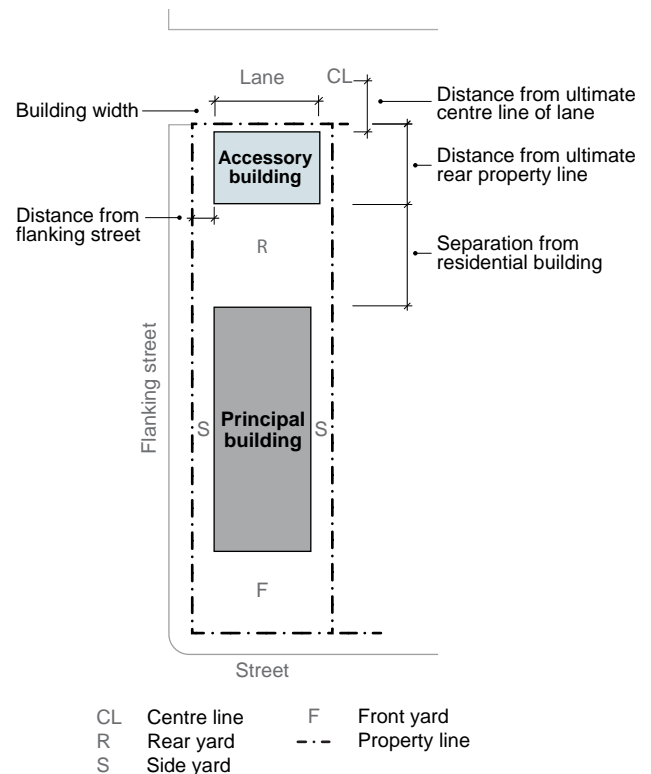 Lane
CL
Building width
Distance from ultimate
centre line of lane
Accessory
building
Distance from ultimate
rear property line
Distance from
flanking street
R
Separation from
residential building
Flanking street
S
Principal
building
S
F
Street
CL Centre line
R Rear yard
S Side yard
F Front yard
Property line